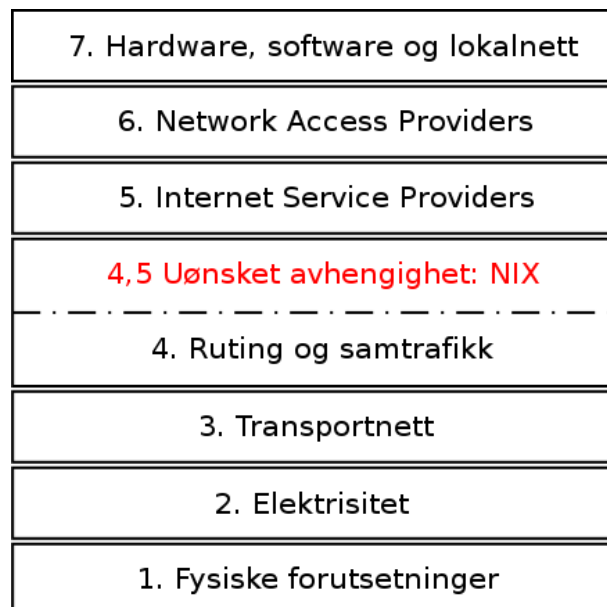 7. Hardware, software og lokalnett
6. Network Access Providers
5. Internet Service Providers
4,5 Uønsket avhengighet: NIX
4. Ruting og samtrafikk
3. Transportnett
2. Elektrisitet
1. Fysiske forutsetninger